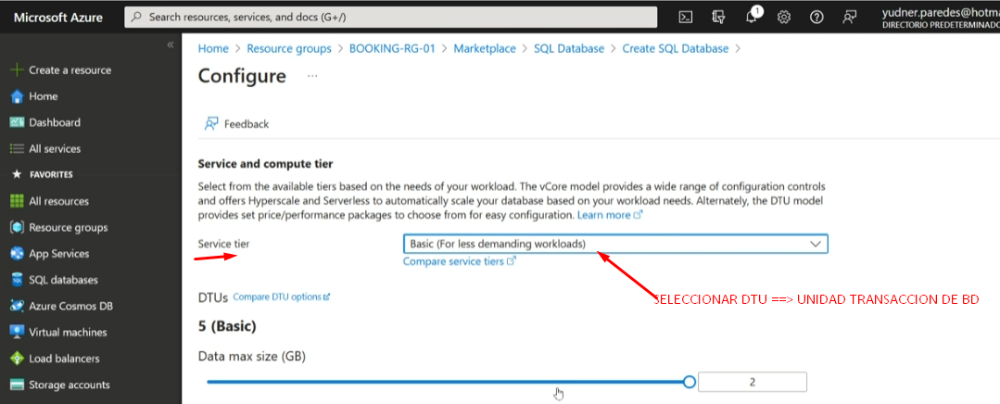 Microsoft Azure
Search resources, services, and docs (G+/)
1
yudner.paredes@hotma
DIRECTORIO PREDETERMINADO
«
Home > Resource groups > BOOKING-RG-01 > Marketplace > SQL Database > Create SQL Database >
Configure ...
Feedback
Create a resource
Home
Dashboard
All services
FAVORITES
All resources
Resource groups
App Services
SQL databases
Azure Cosmos DB
Virtual machines
Load balancers
Storage accounts
Service and compute tier
Select from the available tiers based on the needs of your workload. The vCore model provides a wide range of configuration controls
and offers Hyperscale and Serverless to automatically scale your database based on your workload needs. Alternately, the DTU model
provides set price/performance packages to choose from for easy configuration. Learn more
Service tier
Basic (For less demanding workloads)
Compare service tiers
SELECCIONAR DTU ==> UNIDAD TRANSACCION DE BD
DTUs Compare DTU options
5 (Basic)
Data max size (GB)
2